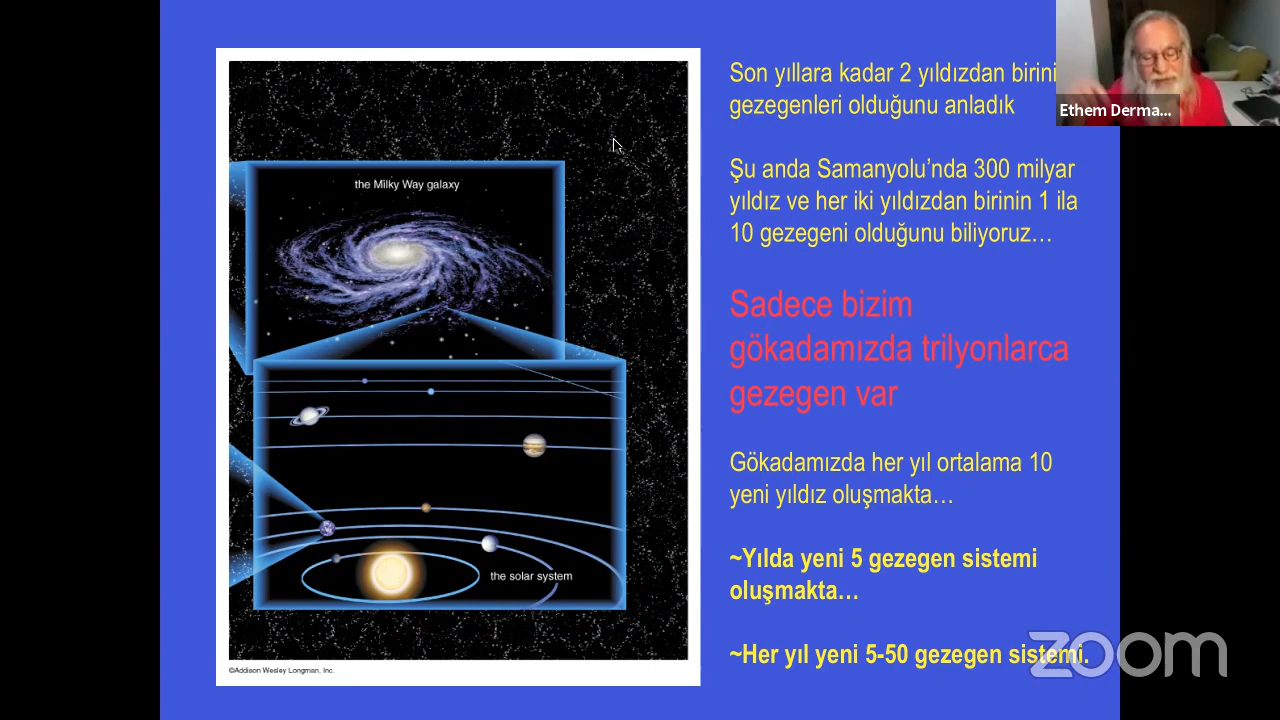 Son yıllara kadar 2 yıldızdan birini
gezegenleri olduğunu anladık
Ethem Derma...
Şu anda Samanyolu’nda 300 milyar
yıldız ve her iki yıldızdan birinin 1 ila
10 gezegeni olduğunu biliyoruz…
Sadece bizim
gökadamızda trilyonlarca
gezegen var
Gökadamızda her yıl ortalama 10
yeni yıldız oluşmakta…
~Yılda yeni 5 gezegen sistemi
oluşmakta…
~Her yıl yeni 5-50 gezegen sistemi.
the Milky Way galaxy
the solar system
©Addison Wesley Longman, Inc.
zoom